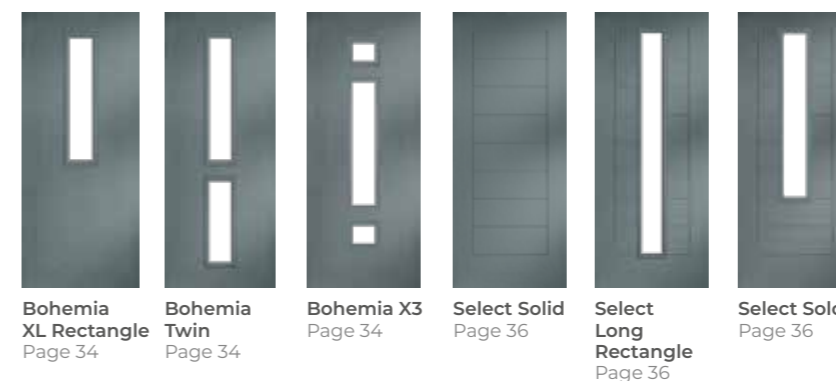 Bohemia
XL Rectangle
Page 34
Bohemia
Twin
Page 34
Bohemia X3
Page 34
Select Solid
Page 36
Select
Long
Rectangle
Page 36
Select
Page 36